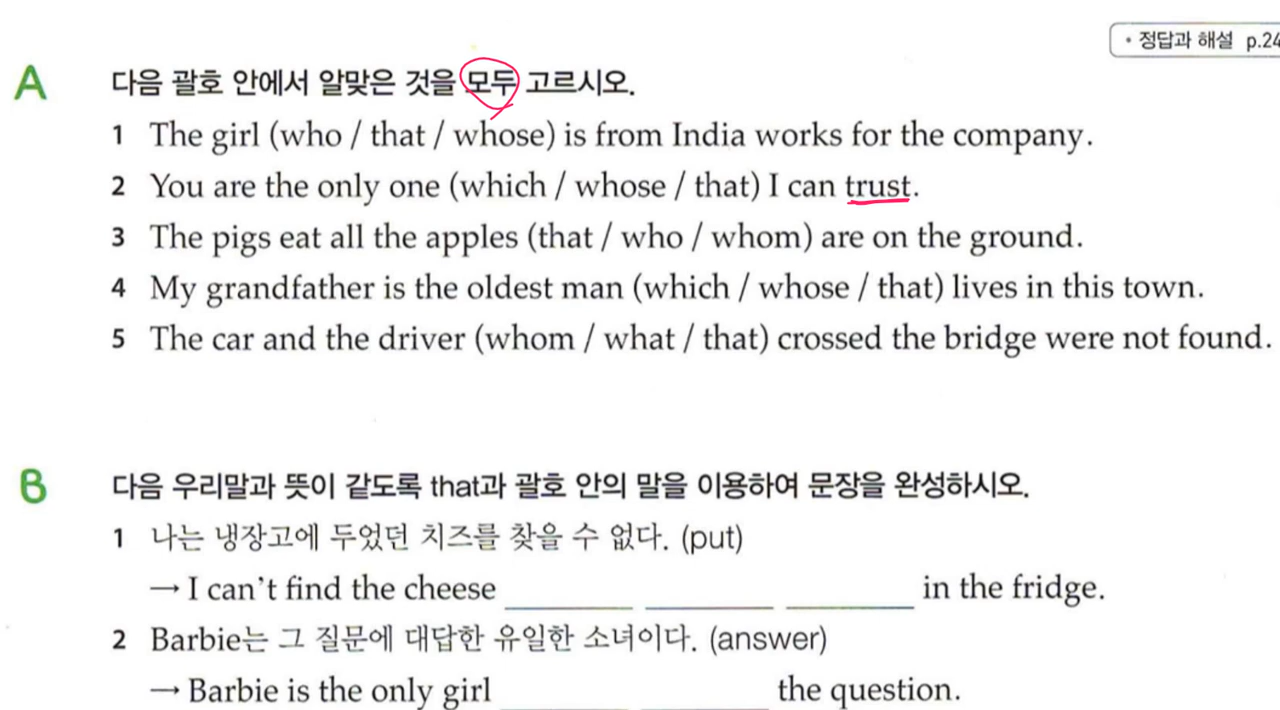 • 정답과 해설 p.24
A 다음 괄호 안에서 알맞은 것을 모두 고르시오.
1 The girl (who / that / whose) is from India works for the company.
2 You are the only one (which / whose / that) I can trust.
3 The pigs eat all the apples (that / who / whom) are on the ground.
4 My grandfather is the oldest man (which / whose / that) lives in this town.
5 The car and the driver (whom / what / that) crossed the bridge were not found.
B 다음 우리말과 뜻이 같도록 that과 괄호 안의 말을 이용하여 문장을 완성하시오.
1 나는 냉장고에 두었던 치즈를 찾을 수 없다. (put)
→ I can't find the cheese ______ ______ ______ in the fridge.
2 Barbie는 그 질문에 대답한 유일한 소녀이다. (answer)
→ Barbie is the only girl ______ ______ the question.